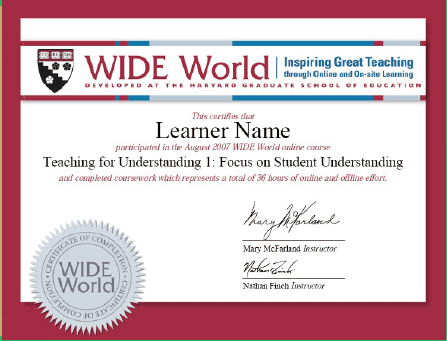 WIDE World
Inspiring Great Teaching
through Online and On-site Learning
DEVELOPED AT THE HARVARD GRADUATE SCHOOL OF EDUCATION
This certifies that
Learner Name
participated in the August 2007 WIDE World online course
Teaching for Understanding 1: Focus on Student Understanding
and completed coursework which represents a total of 36 hours of online and offline effort.
Mary McFarland
Mary McFarland Instructor
Nathan Finch
Nathan Finch Instructor
CERTIFICATE OF COMPLETION • CERTIFICATE OF COMPLETION •
WIDE
World